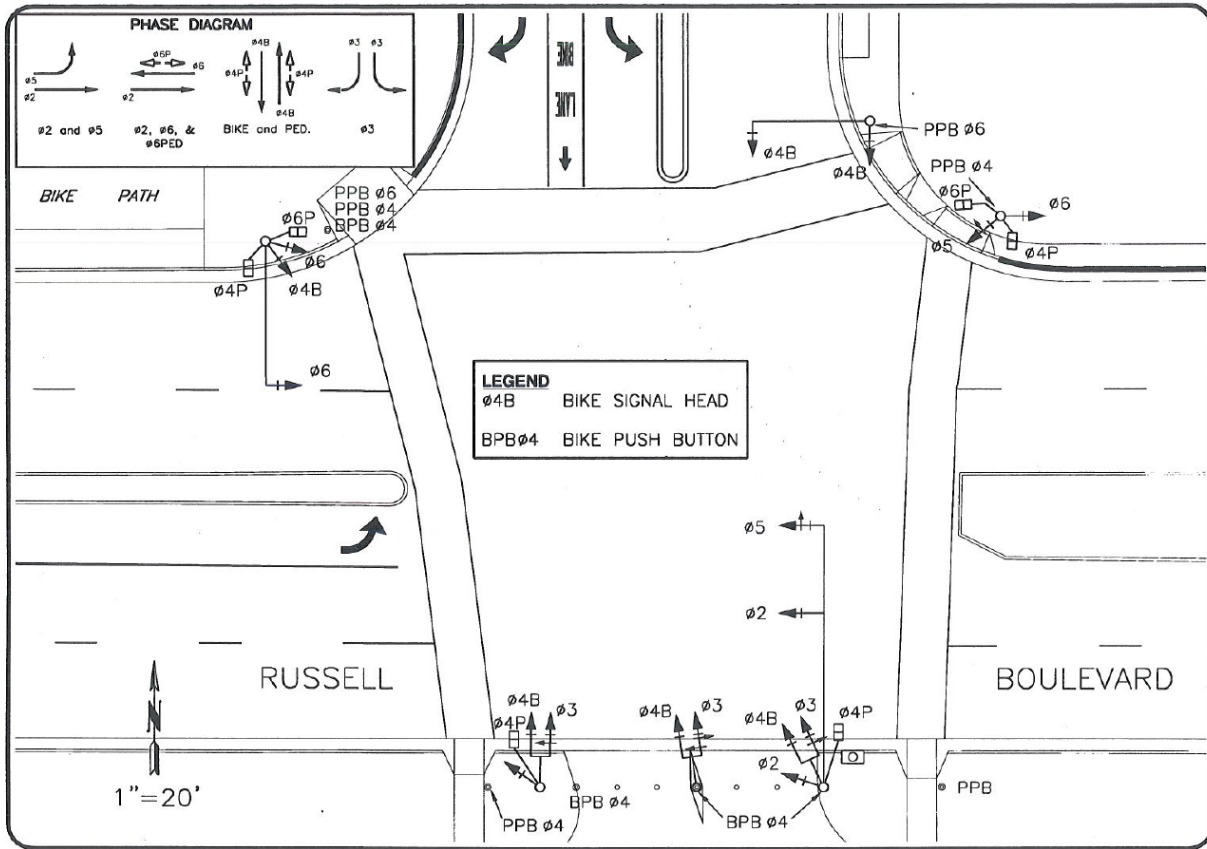 PHASE DIAGRAM
ø5
ø2
ø6P
ø6
ø2
ø4B
ø4P
ø4P
ø4B
ø3
ø3
ø2 and ø5
ø2, ø6, &
ø6PED
BIKE and PED.
ø3
BIKE PATH
BIKE
LANE
PPB ø6
PPB ø4
BPB ø4
ø6P
ø6
ø4P
ø4B
ø6
ø4B
ø4B
PPB ø6
PPB ø4
ø6P
ø6
ø5
ø4P
LEGEND
ø4B BIKE SIGNAL HEAD
BPBø4 BIKE PUSH BUTTON
ø5
ø2
RUSSELL
BOULEVARD
N
1"=20'
ø4B
ø3
ø4P
ø4B
ø3
ø4B
ø3
ø4P
ø2
PPB ø4
BPB ø4
BPB ø4
PPB